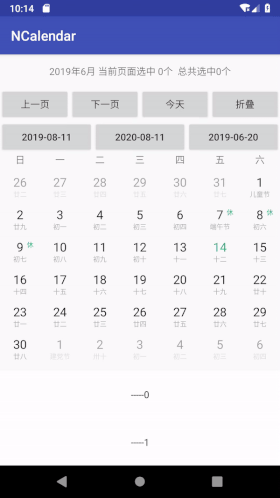 10:14
NCalendar
2019年6月 当前页面选中 0个 总共选中0个
上一页 下一页 今天 折叠
2019-08-11 2020-08-11 2019-06-20
日 一 二 三 四 五 六
26 27 28 29 30 31 1
廿二 廿三 廿四 廿五 廿六 廿七 儿童节
2 3 4 5 6 7休 8休
廿九 初一 初二 初三 初四 端午节 初六
9休 10 11 12 13 14 15
初七 初八 初九 初十 十一 十二 十三
16 17 18 19 20 21 22
十四 十五 十六 十七 十八 十九 二十
23 24 25 26 27 28 29
廿一 廿二 廿三 廿四 廿五 廿六 廿七
30 1 2 3 4 5 6
廿八 建党节 三十 初一 初二 初三 初四
-----0
-----1